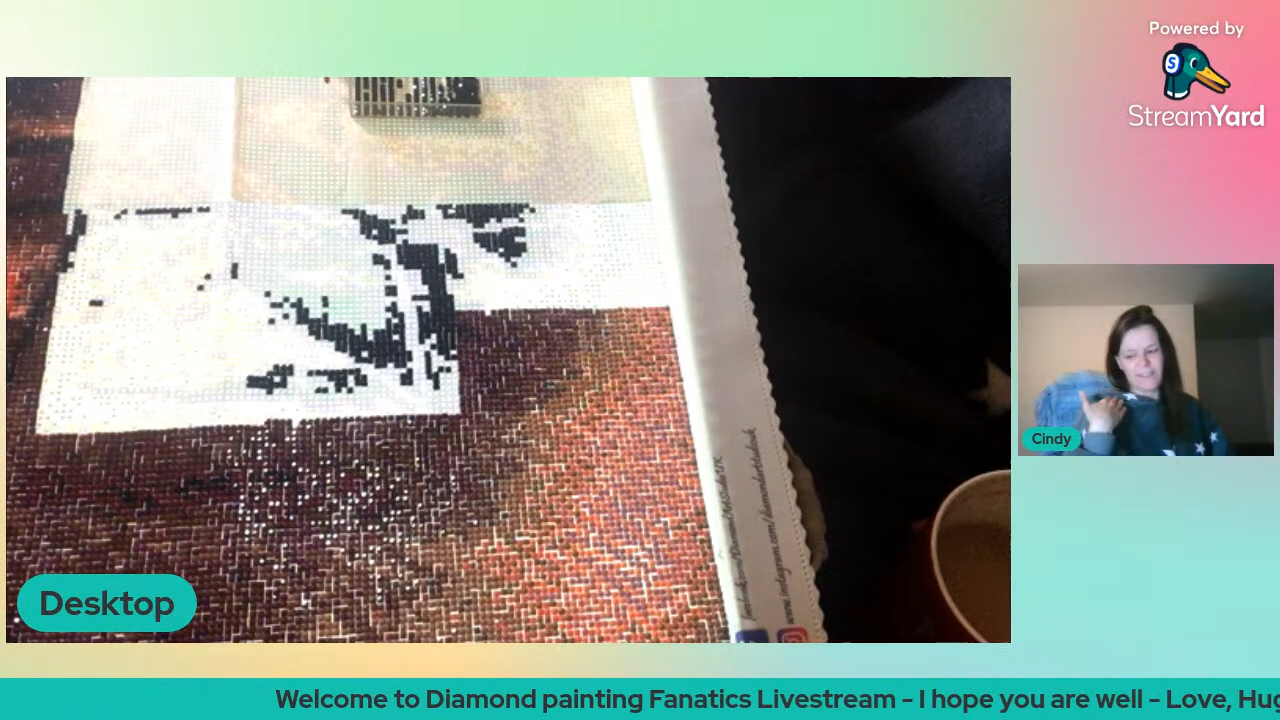 Powered by
S
StreamYard
Cindy
Desktop
Welcome to Diamond painting Fanatics Livestream - I hope you are well - Love, Hug